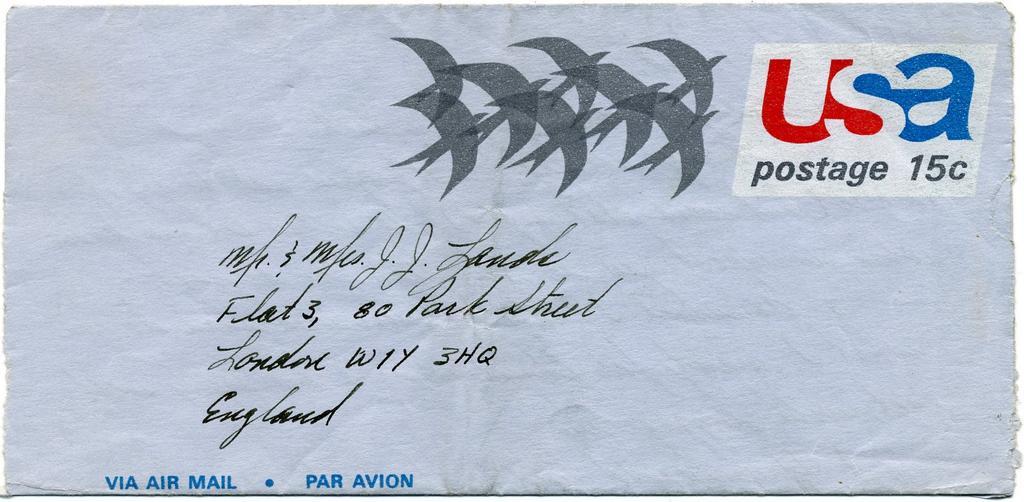 usa
postage 15c
Mr. & Mrs. J. J.
Flat 3, 80 Park Street
London W1Y 3HQ
England
VIA AIR MAIL • PAR AVION